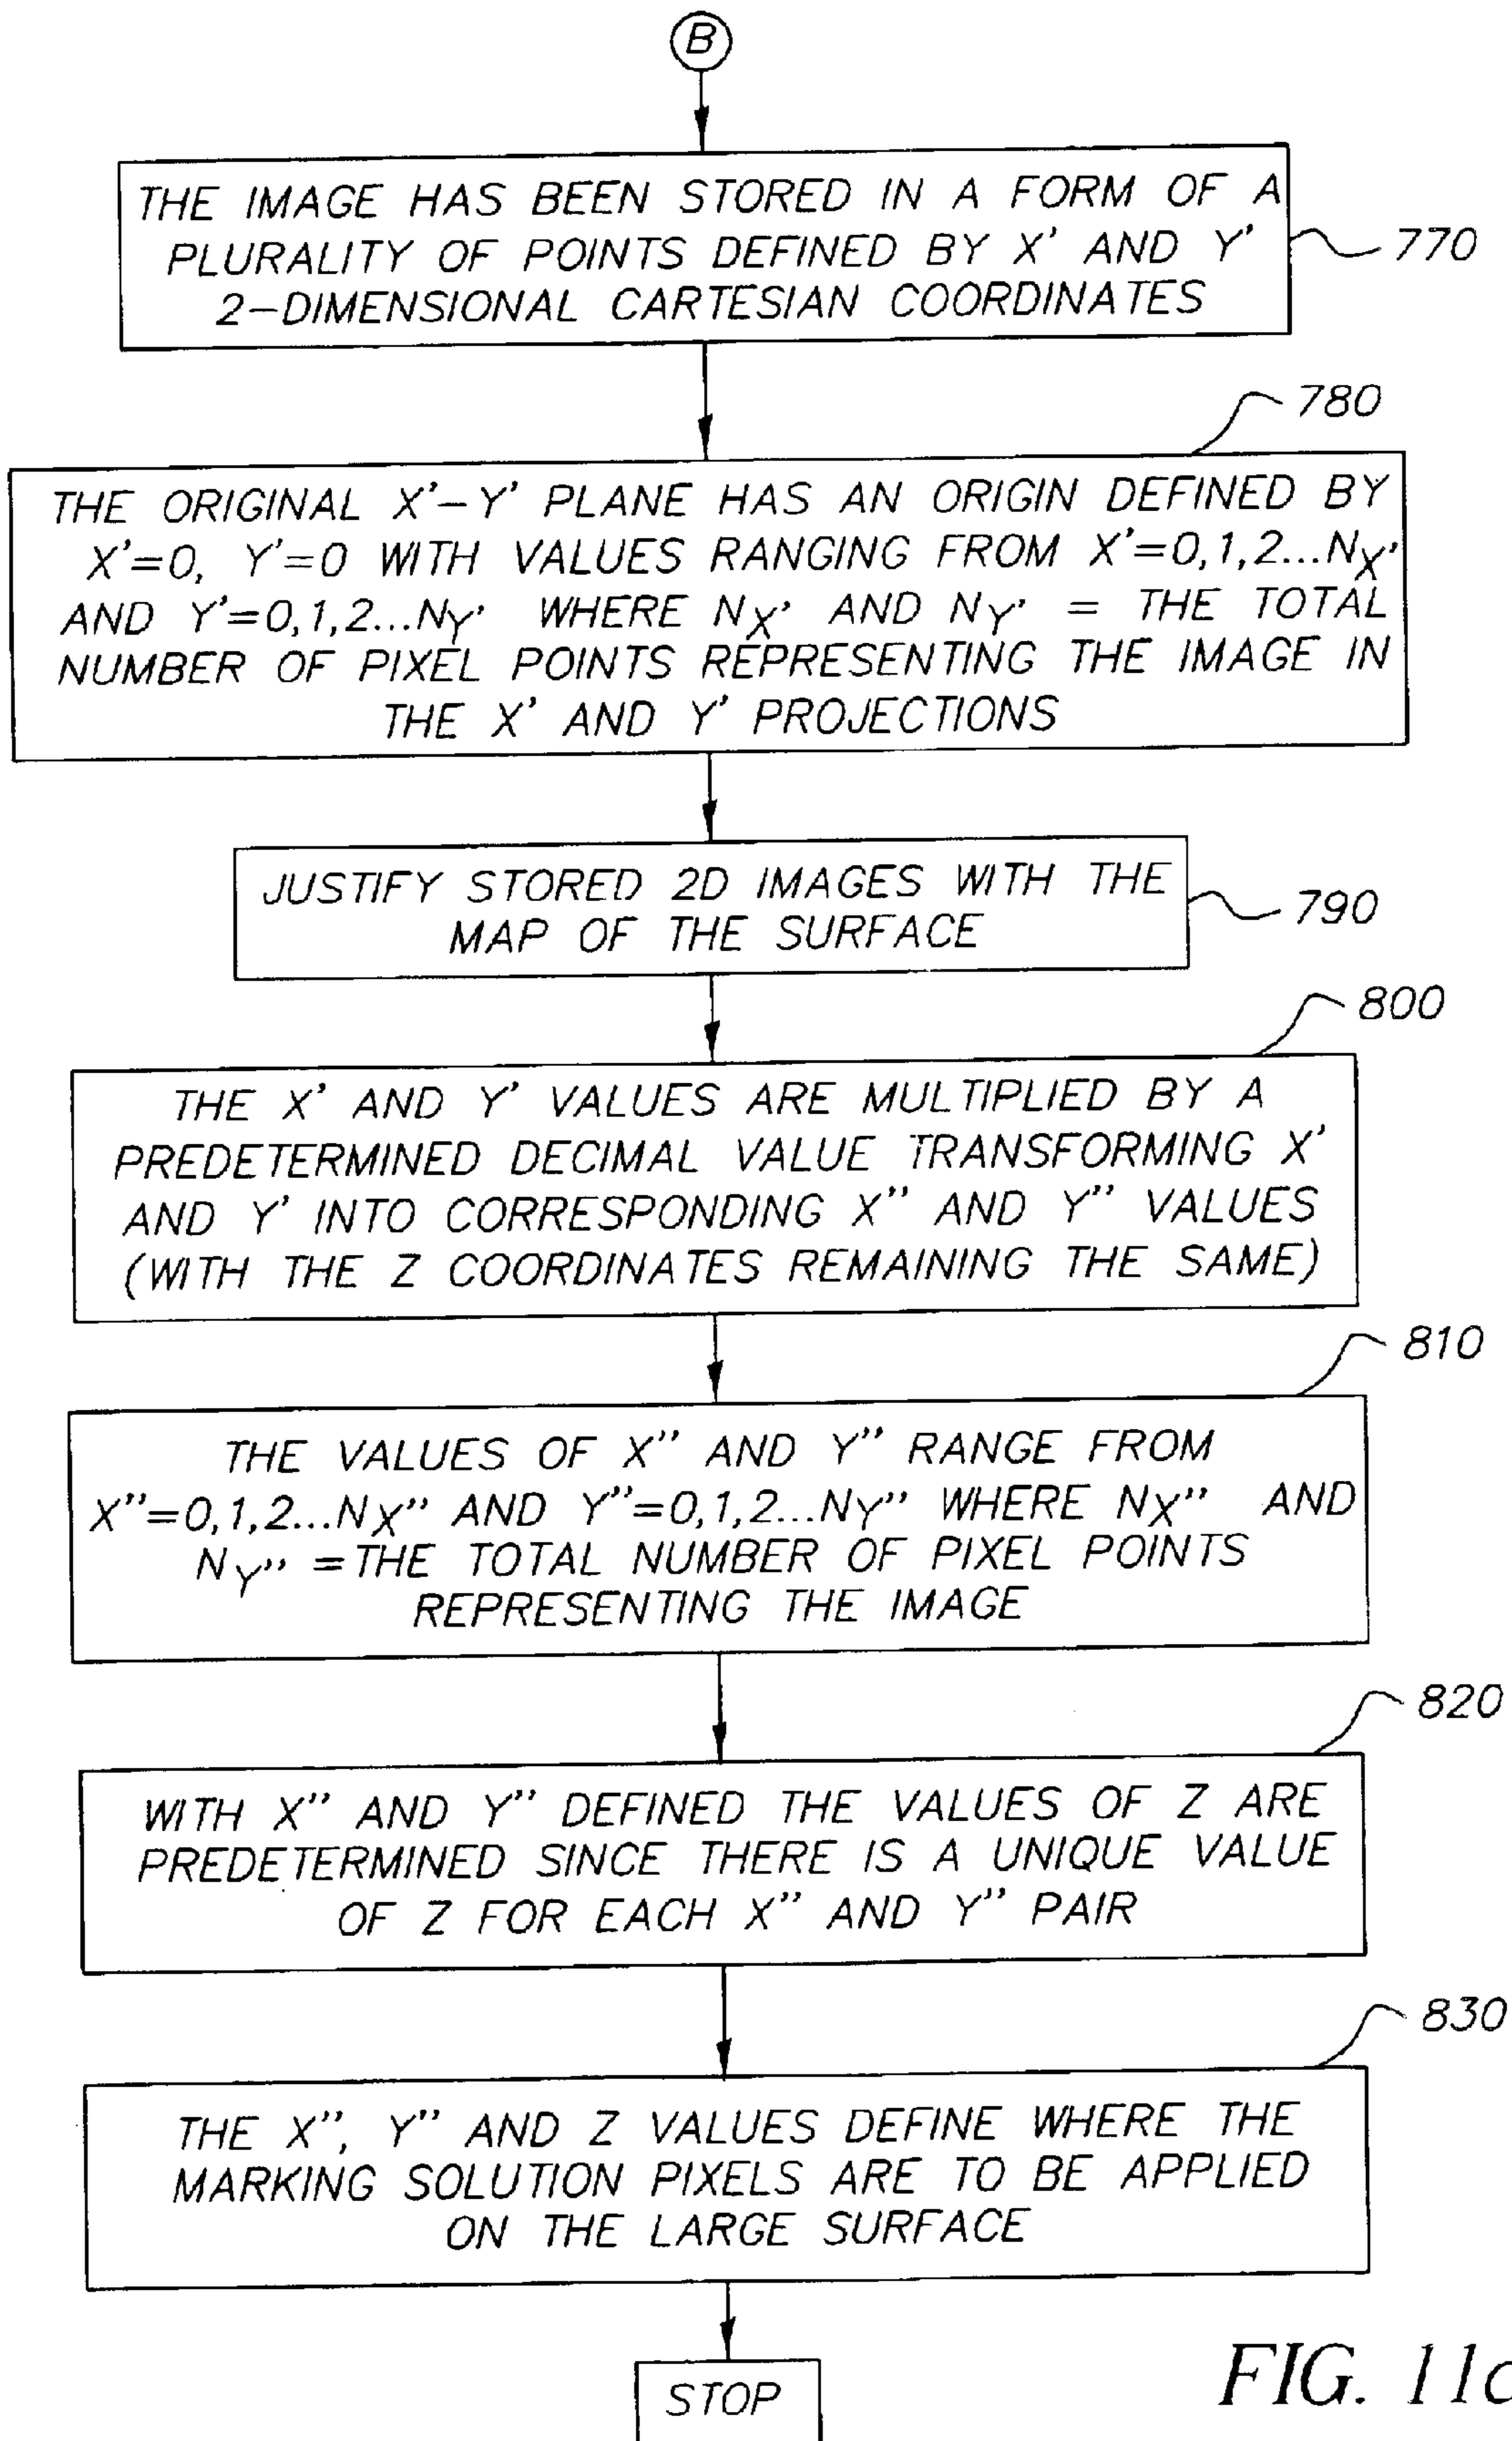 B
THE IMAGE HAS BEEN STORED IN A FORM OF A
PLURALITY OF POINTS DEFINED BY X' AND Y'
2-DIMENSIONAL CARTESIAN COORDINATES
770
780
THE ORIGINAL X'-Y' PLANE HAS AN ORIGIN DEFINED BY
X'=0, Y'=0 WITH VALUES RANGING FROM X'=0,1,2...NX'
AND Y'=0,1,2...NY' WHERE NX' AND NY' = THE TOTAL
NUMBER OF PIXEL POINTS REPRESENTING THE IMAGE IN
THE X' AND Y' PROJECTIONS
JUSTIFY STORED 2D IMAGES WITH THE
MAP OF THE SURFACE
790
800
THE X' AND Y' VALUES ARE MULTIPLIED BY A
PREDETERMINED DECIMAL VALUE TRANSFORMING X'
AND Y' INTO CORRESPONDING X" AND Y" VALUES
(WITH THE Z COORDINATES REMAINING THE SAME)
810
THE VALUES OF X" AND Y" RANGE FROM
X"=0,1,2...NX" AND Y"=0,1,2...NY" WHERE NX" AND
NY" =THE TOTAL NUMBER OF PIXEL POINTS
REPRESENTING THE IMAGE
820
WITH X" AND Y" DEFINED THE VALUES OF Z ARE
PREDETERMINED SINCE THERE IS A UNIQUE VALUE
OF Z FOR EACH X" AND Y" PAIR
830
THE X", Y" AND Z VALUES DEFINE WHERE THE
MARKING SOLUTION PIXELS ARE TO BE APPLIED
ON THE LARGE SURFACE
STOP
FIG.